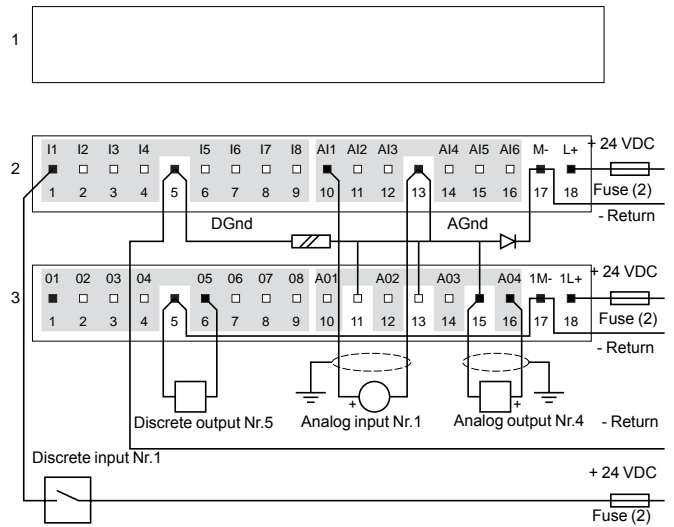 1
I1 I2 I3 I4 I5 I6 I7 I8 AI1 AI2 AI3 AI4 AI5 AI6 M- L+ + 24 VDC
2
1 2 3 4 5 6 7 8 9 10 11 12 13 14 15 16 17 18 Fuse (2)
DGnd AGnd - Return
01 02 03 04 05 06 07 08 A01 A02 A03 A04 1M- 1L+ + 24 VDC
3
1 2 3 4 5 6 7 8 9 10 11 12 13 14 15 16 17 18 Fuse (2)
- Return
+ +
Discrete output Nr.5 Analog input Nr.1 Analog output Nr.4 - Return
Discrete input Nr.1
+ 24 VDC
Fuse (2)